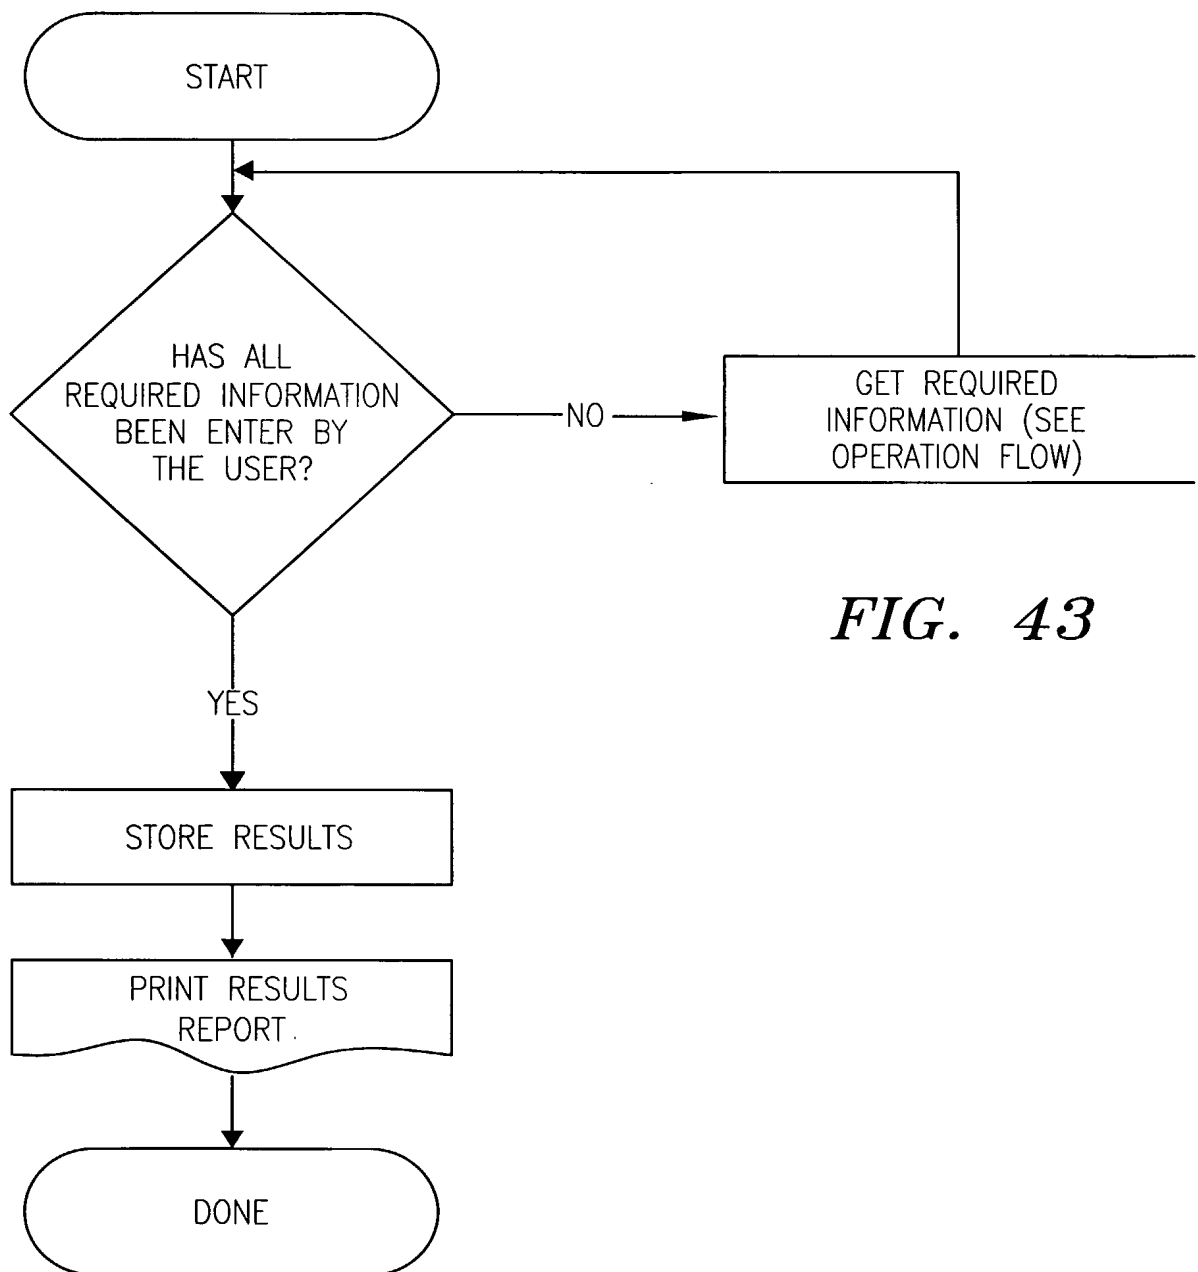 START
HAS ALL
REQUIRED INFORMATION
BEEN ENTER BY
THE USER?
NO
GET REQUIRED
INFORMATION (SEE
OPERATION FLOW)
FIG. 43
YES
STORE RESULTS
PRINT RESULTS
REPORT
DONE